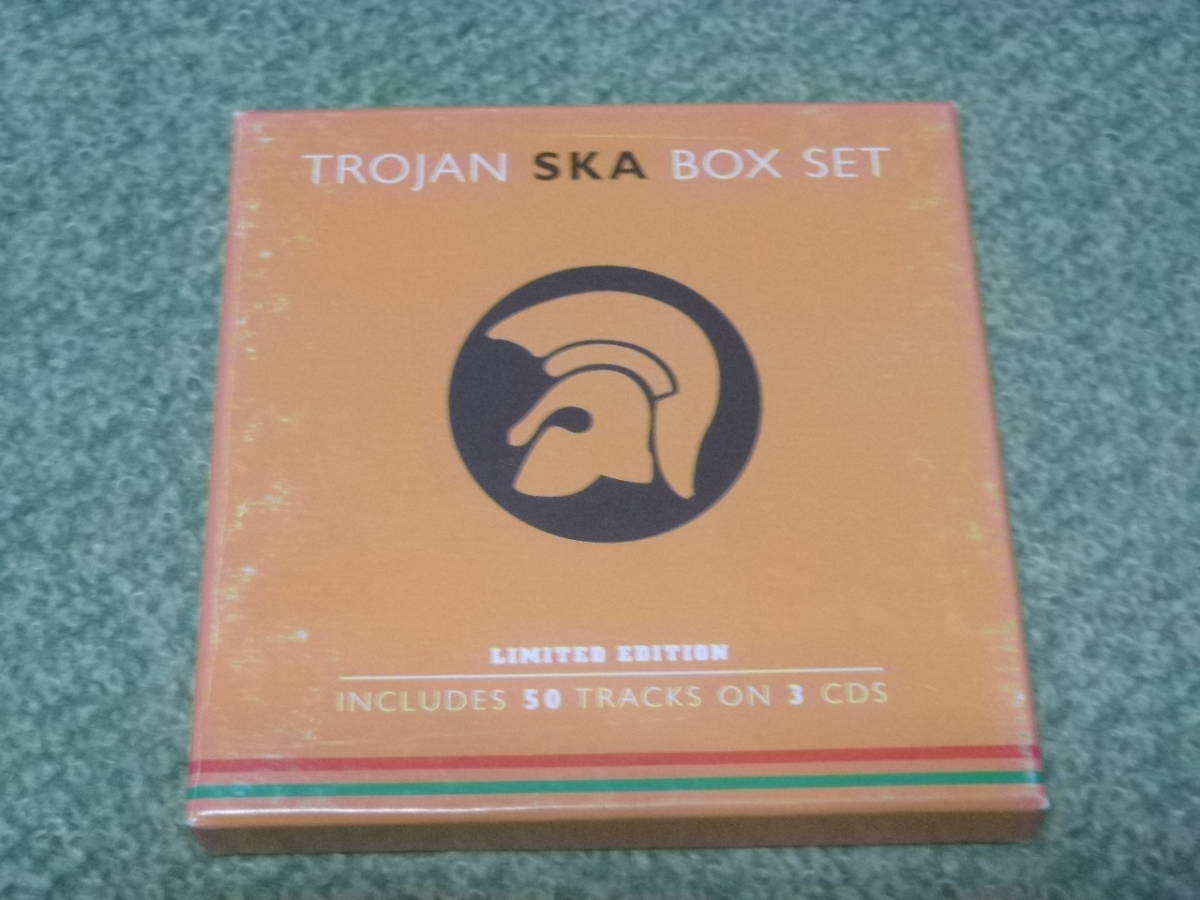 TROJAN SKA BOX SET
LIMITED EDITION
INCLUDES 50 TRACKS ON 3 CDS